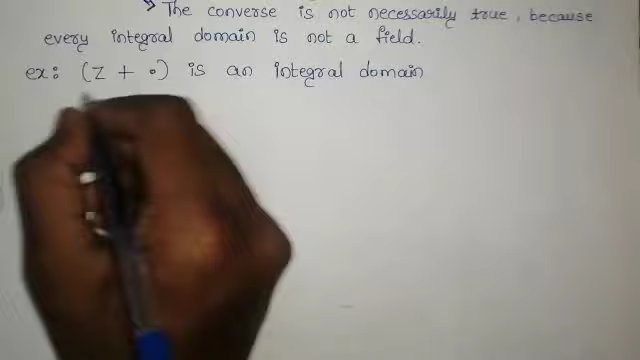 The converse is not necessarily true, because
every integral domain is not a field.
ex: (Z + •) is an integral domain